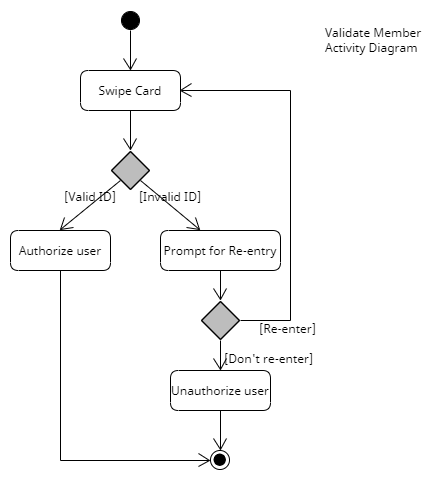 Validate Member
Activity Diagram
Swipe Card
[Valid ID]
[Invalid ID]
Authorize user
Prompt for Re-entry
[Re-enter]
[Don't re-enter]
Unauthorize user